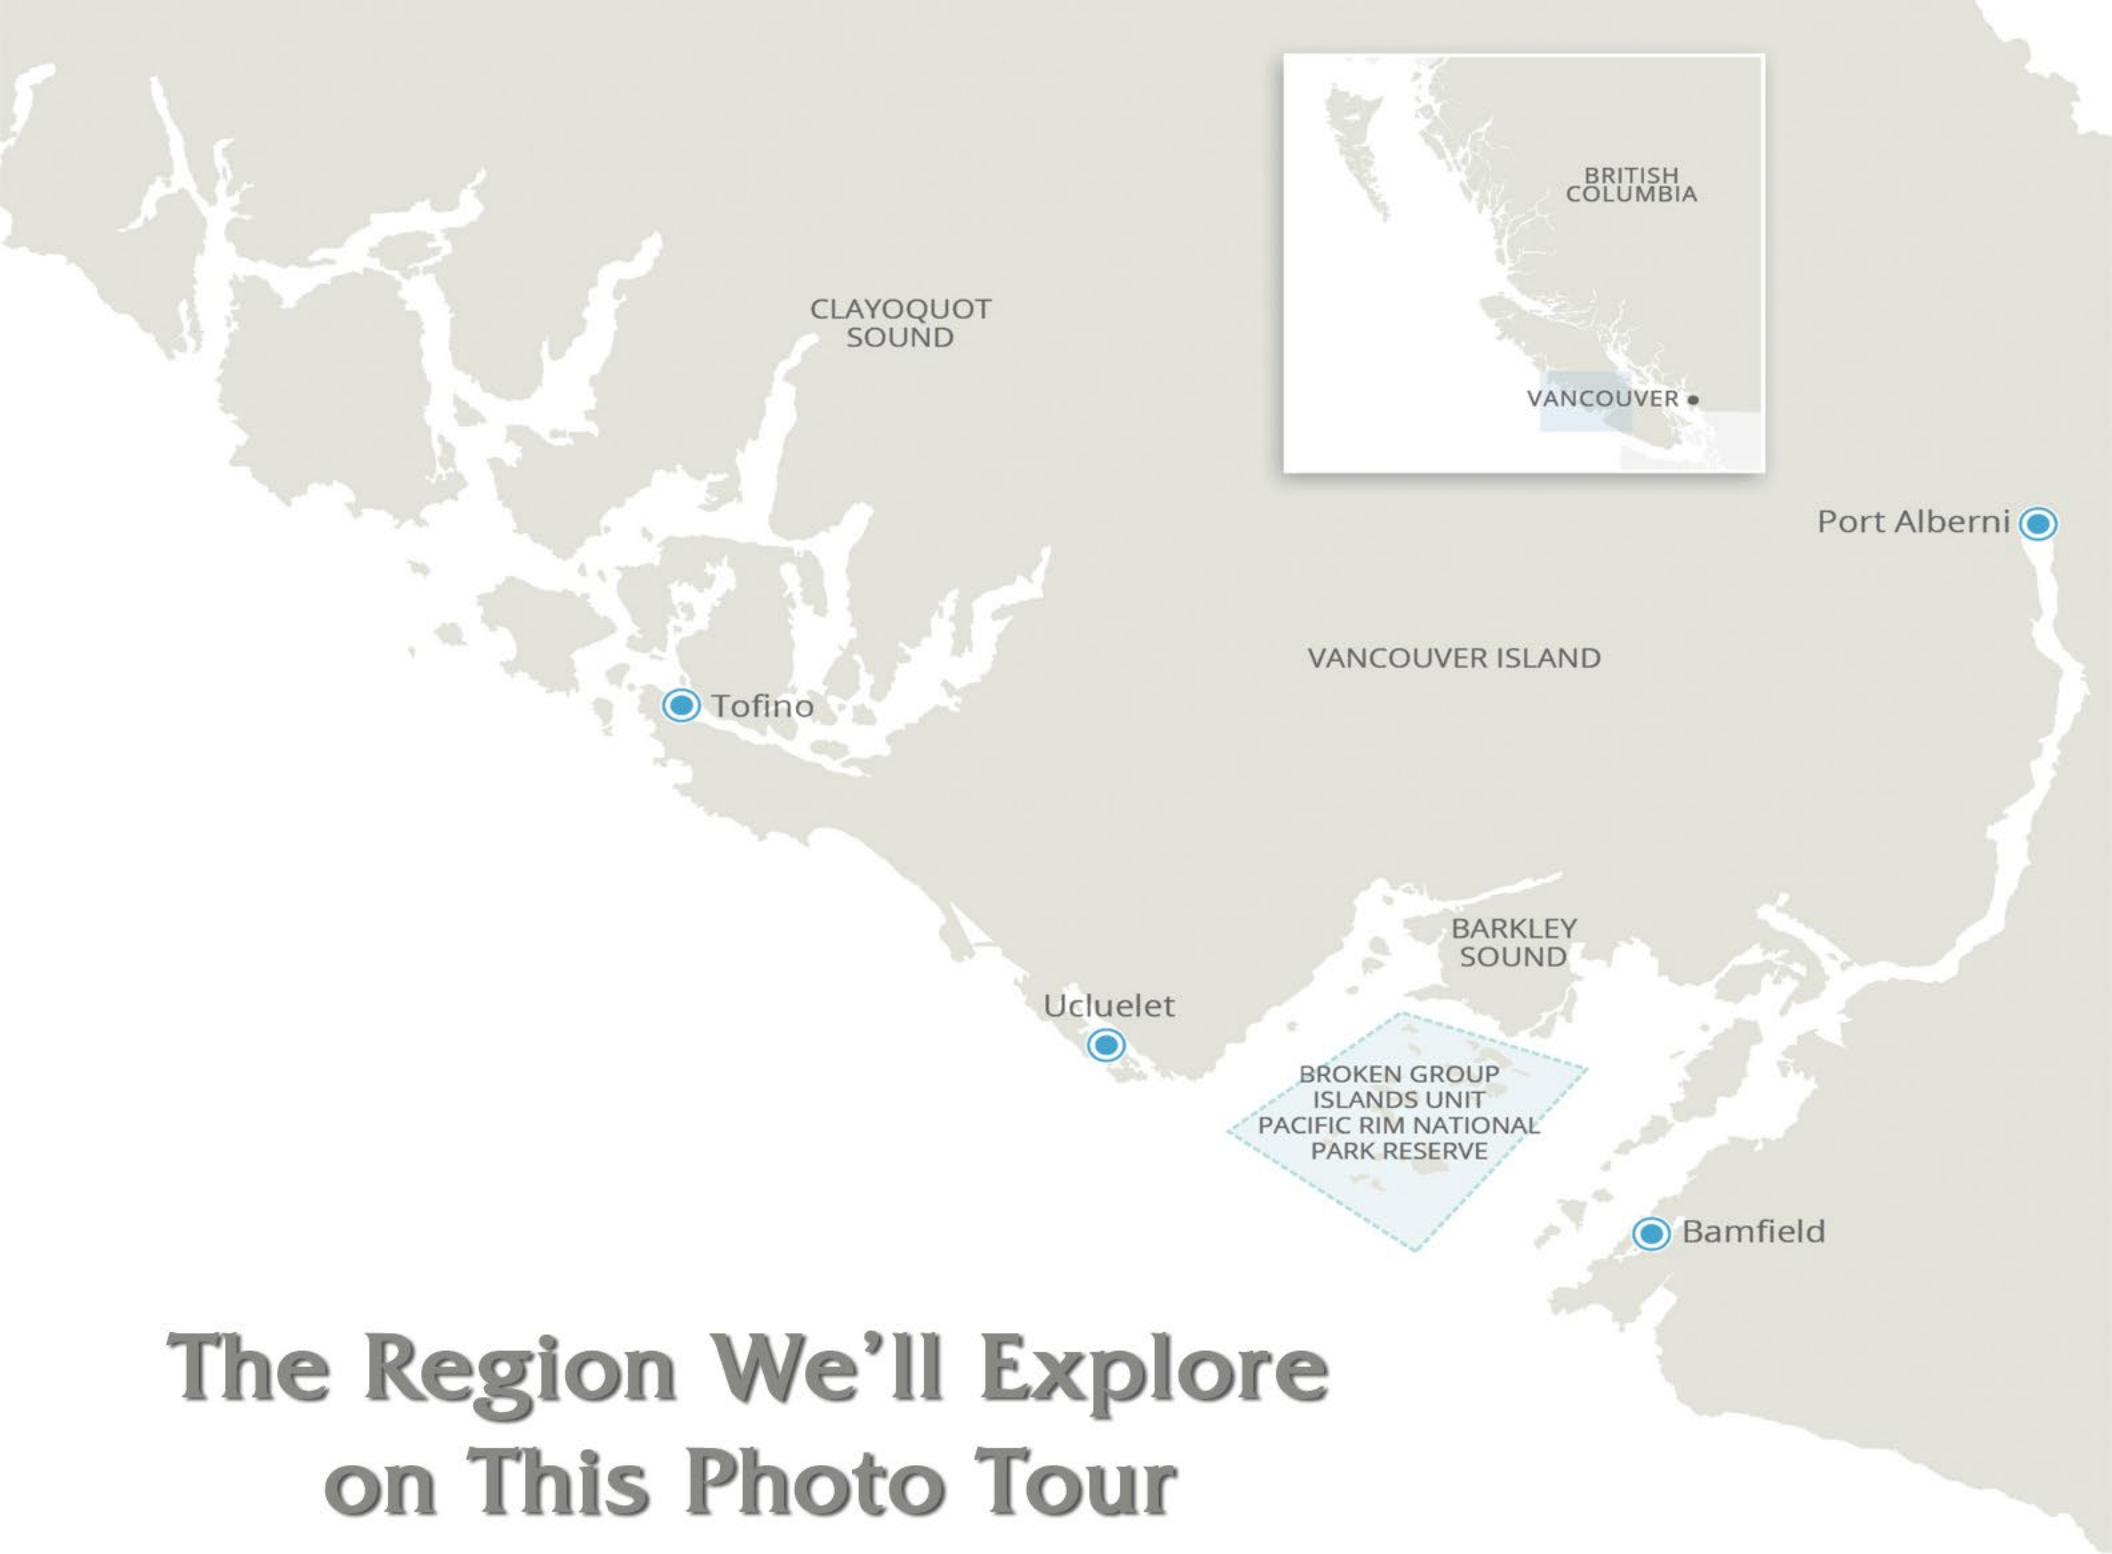 BRITISH
COLUMBIA
VANCOUVER
CLAYOQUOT
SOUND
Port Alberni
VANCOUVER ISLAND
Tofino
BARKLEY
SOUND
Ucluelet
BROKEN GROUP
ISLANDS UNIT
PACIFIC RIM NATIONAL
PARK RESERVE
Bamfield
The Region We’ll Explore
on This Photo Tour